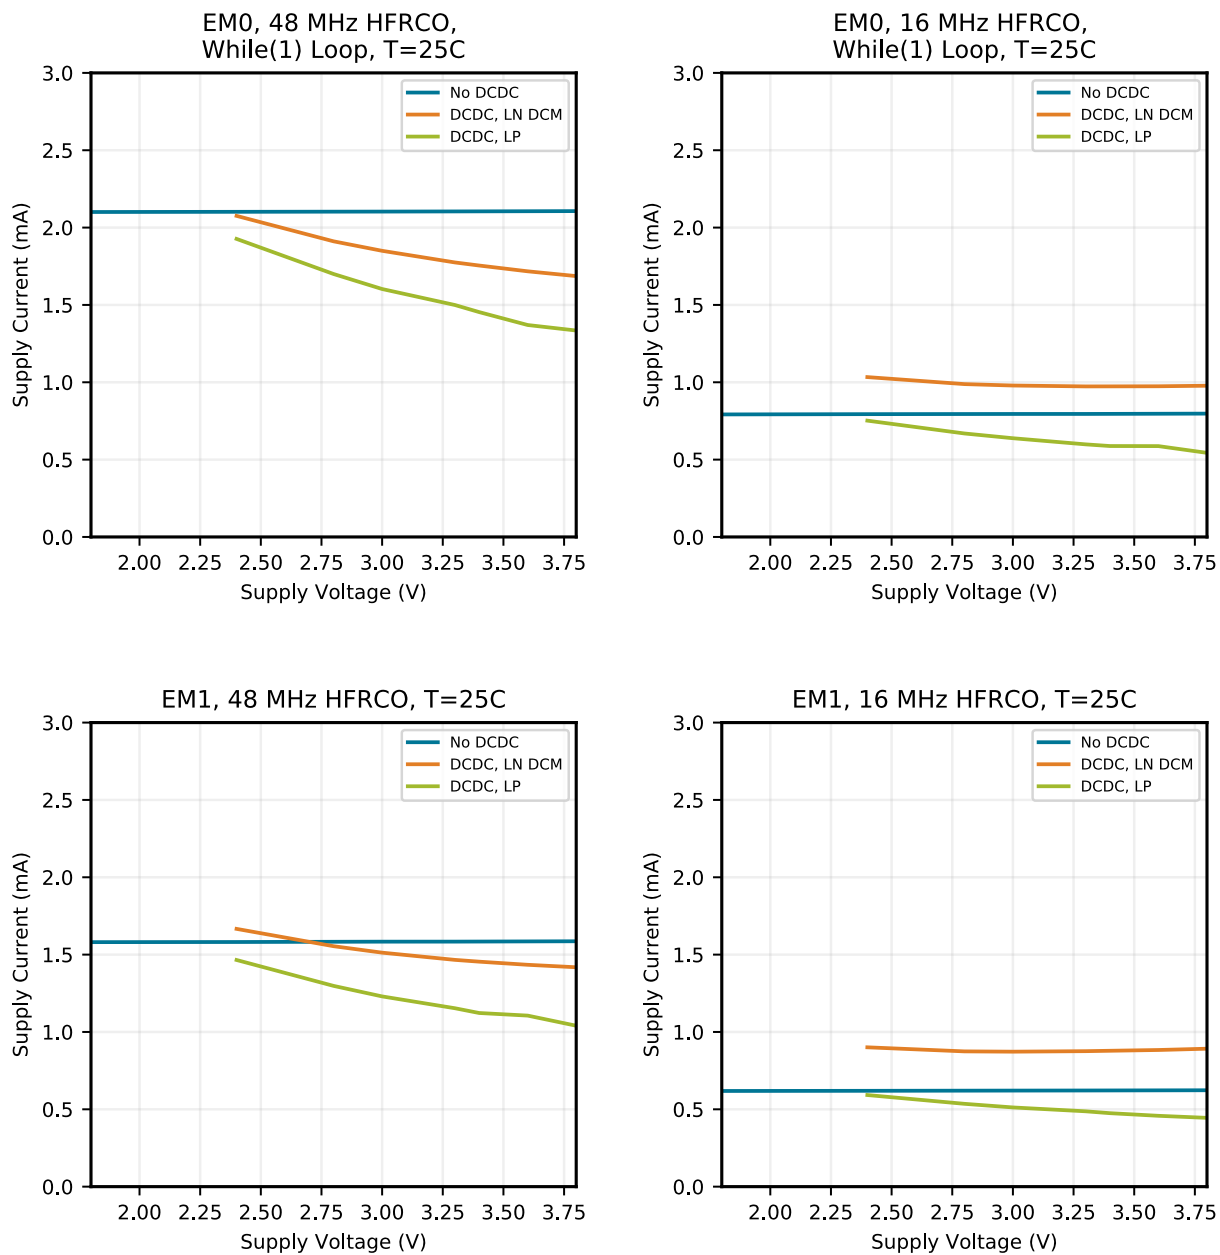 EM0, 48 MHz HFRCO,
While(1) Loop, T=25C
3.0
2.5
2.0
1.5
1.0
0.5
0.0
Supply Current (mA)
No DCDC
DCDC, LN DCM
DCDC, LP
2.00 2.25 2.50 2.75 3.00 3.25 3.50 3.75
Supply Voltage (V)
EM0, 16 MHz HFRCO,
While(1) Loop, T=25C
3.0
2.5
2.0
1.5
1.0
0.5
0.0
Supply Current (mA)
No DCDC
DCDC, LN DCM
DCDC, LP
2.00 2.25 2.50 2.75 3.00 3.25 3.50 3.75
Supply Voltage (V)
EM1, 48 MHz HFRCO, T=25C
3.0
2.5
2.0
1.5
1.0
0.5
0.0
Supply Current (mA)
No DCDC
DCDC, LN DCM
DCDC, LP
2.00 2.25 2.50 2.75 3.00 3.25 3.50 3.75
Supply Voltage (V)
EM1, 16 MHz HFRCO, T=25C
3.0
2.5
2.0
1.5
1.0
0.5
0.0
Supply Current (mA)
No DCDC
DCDC, LN DCM
DCDC, LP
2.00 2.25 2.50 2.75 3.00 3.25 3.50 3.75
Supply Voltage (V)